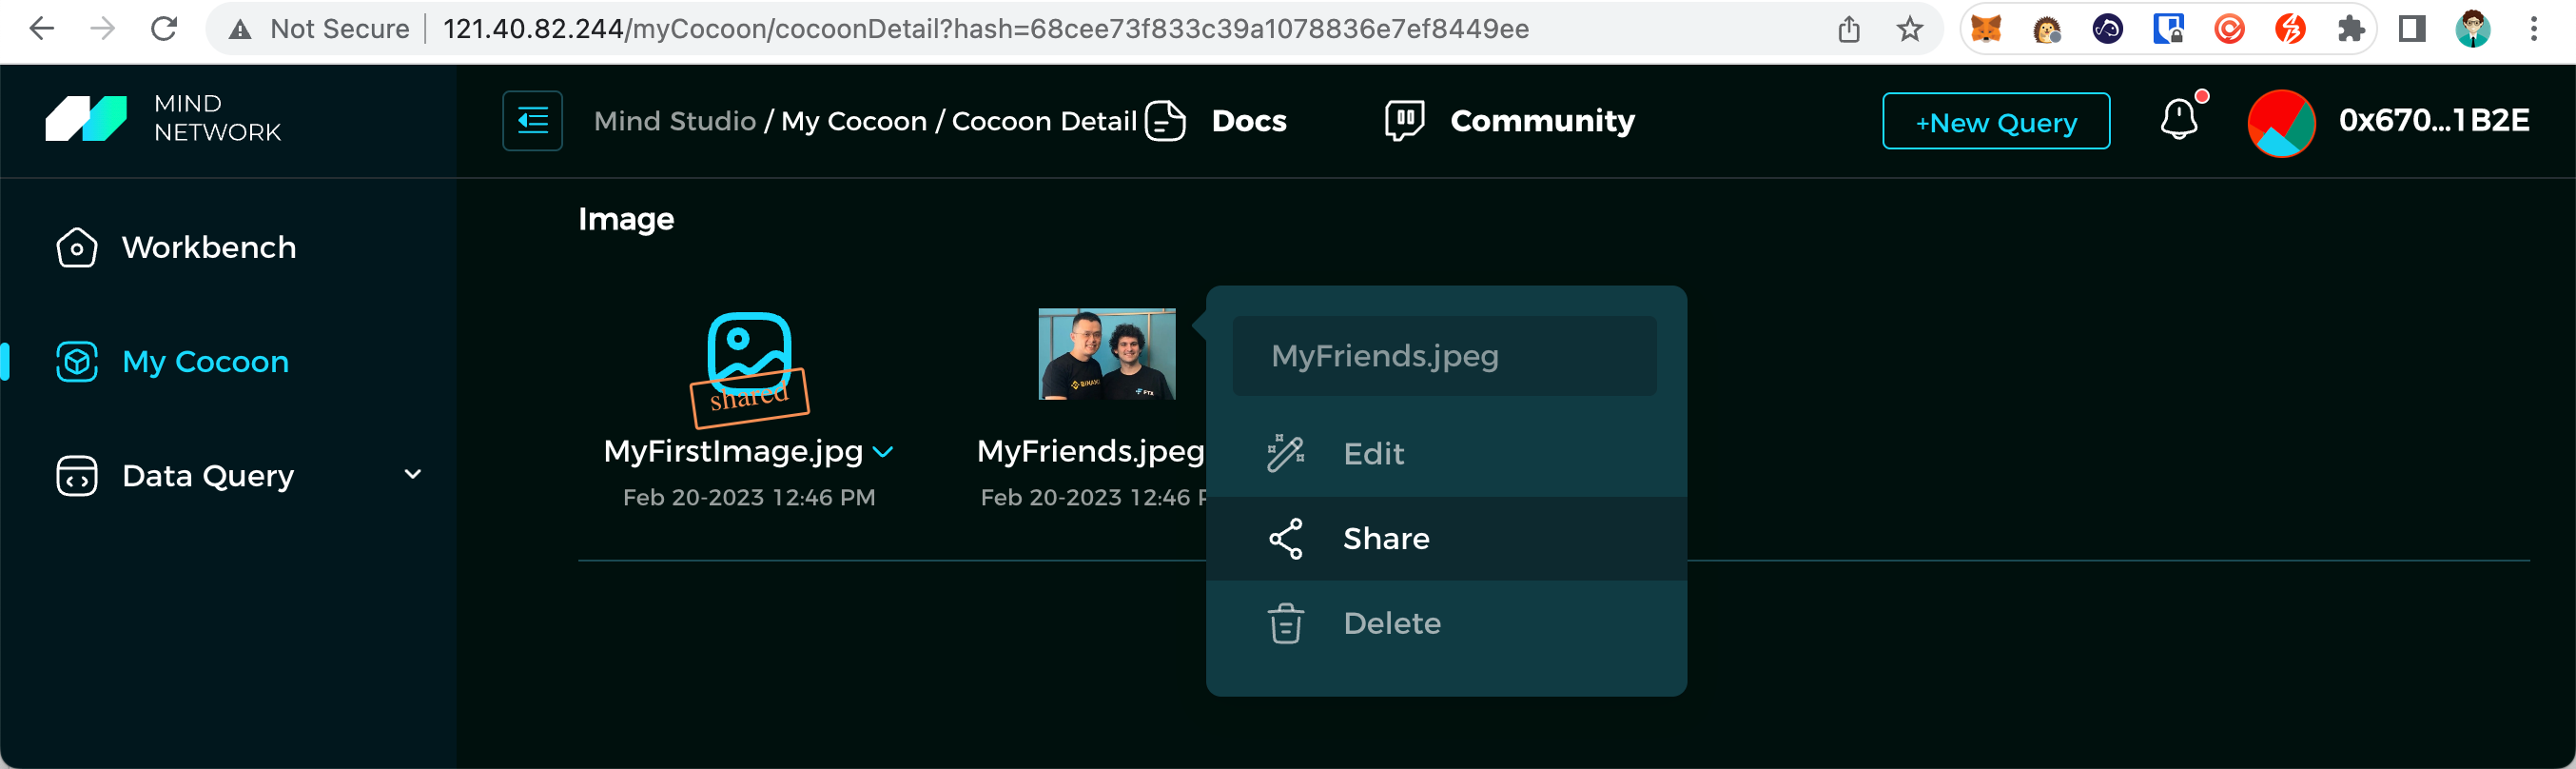 Not Secure
121.40.82.244/myCocoon/cocoonDetail?hash=68cee73f833c39a1078836e7ef8449ee
MIND
NETWORK
Mind Studio / My Cocoon / Cocoon Detail
Docs
Community
+New Query
0x670...1B2E
Workbench
My Cocoon
Data Query
Image
shared
MyFirstImage.jpg
Feb 20-2023 12:46 PM
BINAN
FTX
MyFriends.jpeg
Feb 20-2023 12:46 P
MyFriends.jpeg
Edit
Share
Delete